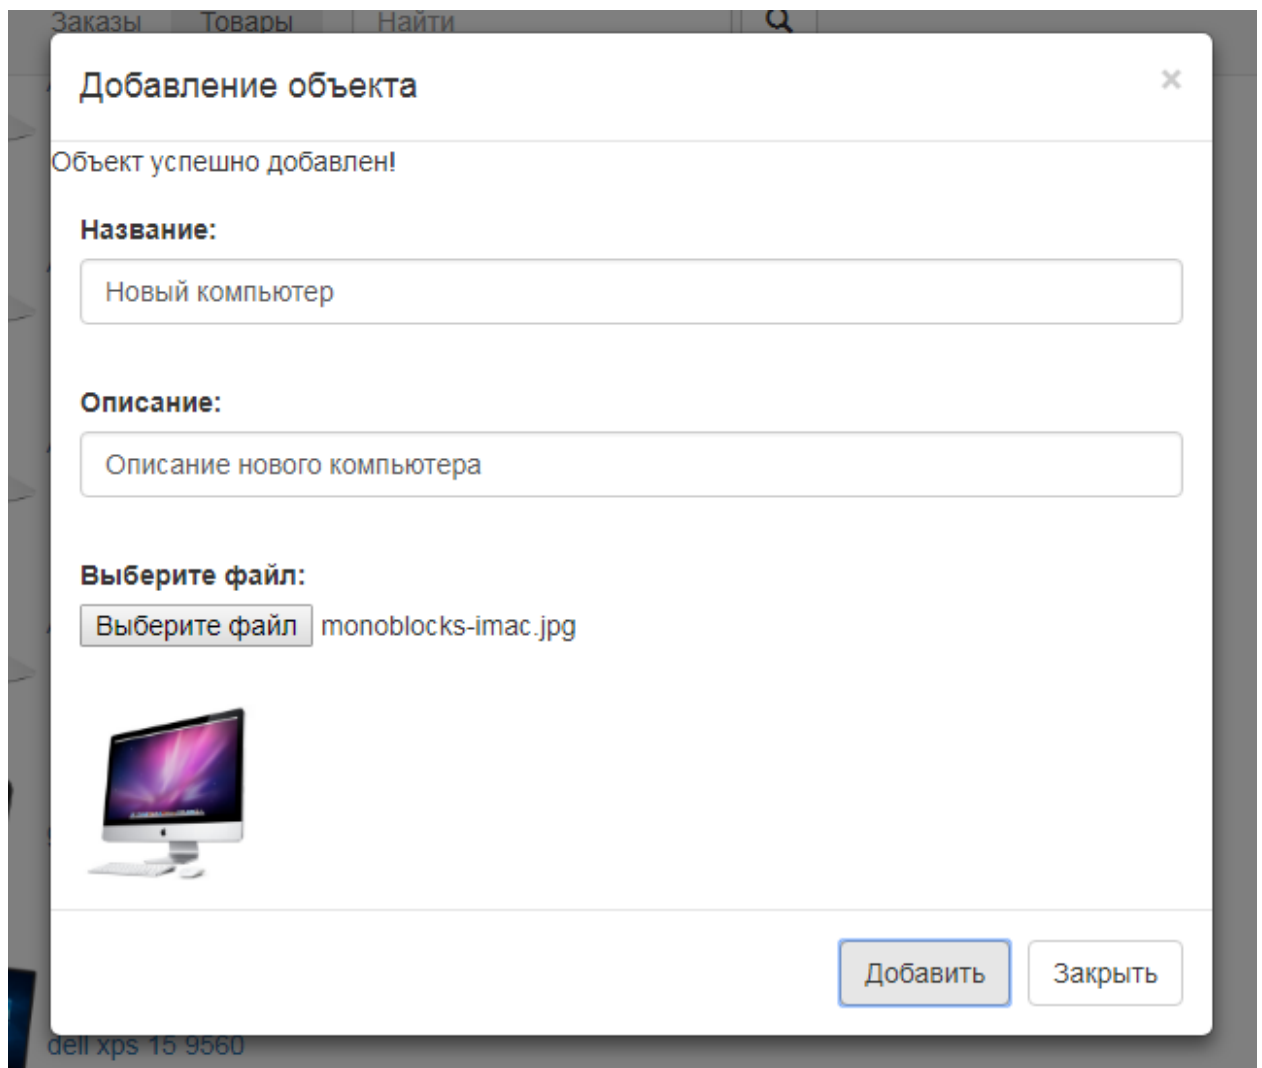 Заказы Товары Найти
Добавление объекта ×
Объект успешно добавлен!
Название:
Новый компьютер
Описание:
Описание нового компьютера
Выберите файл:
Выберите файл monoblocks-imac.jpg
Добавить Закрыть
dell xps 15 9560